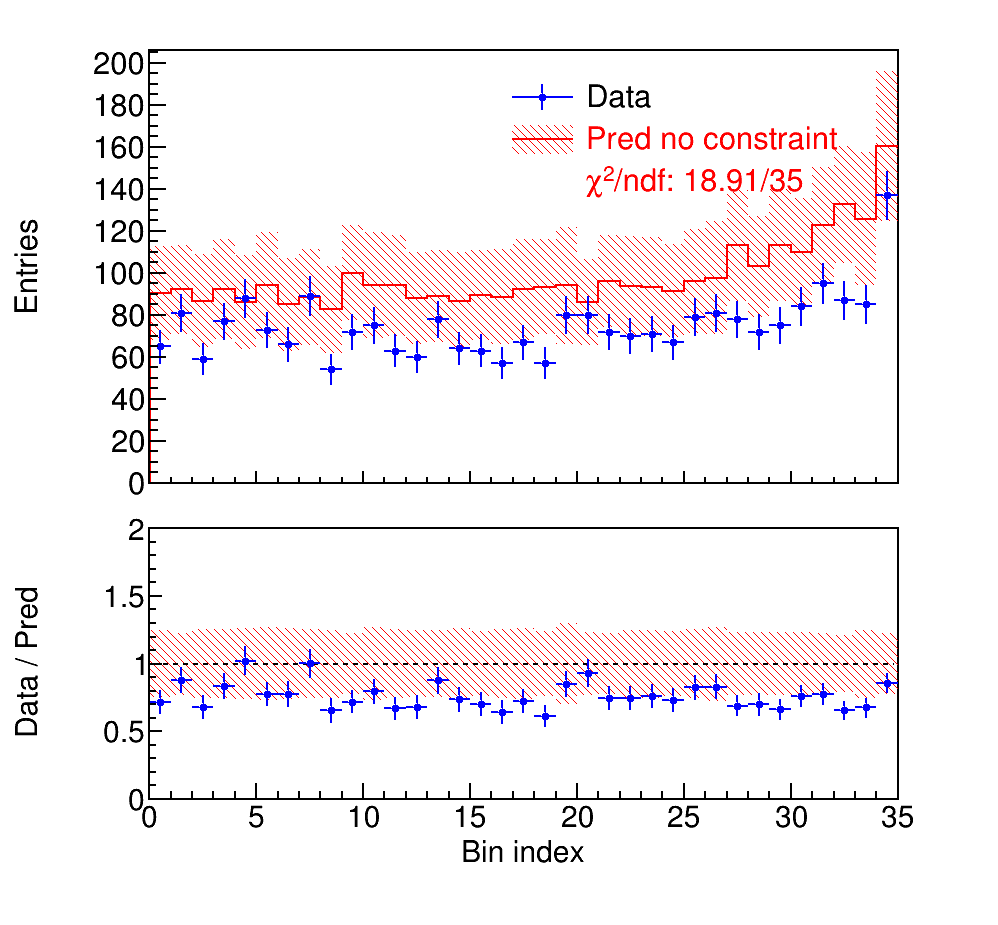 200
180
160
140
120
100
80
60
40
20
0
Entries
Data
Pred no constraint
χ²/ndf: 18.91/35
2
1.5
1
0.5
0
Data / Pred
0 5 10 15 20 25 30 35
Bin index